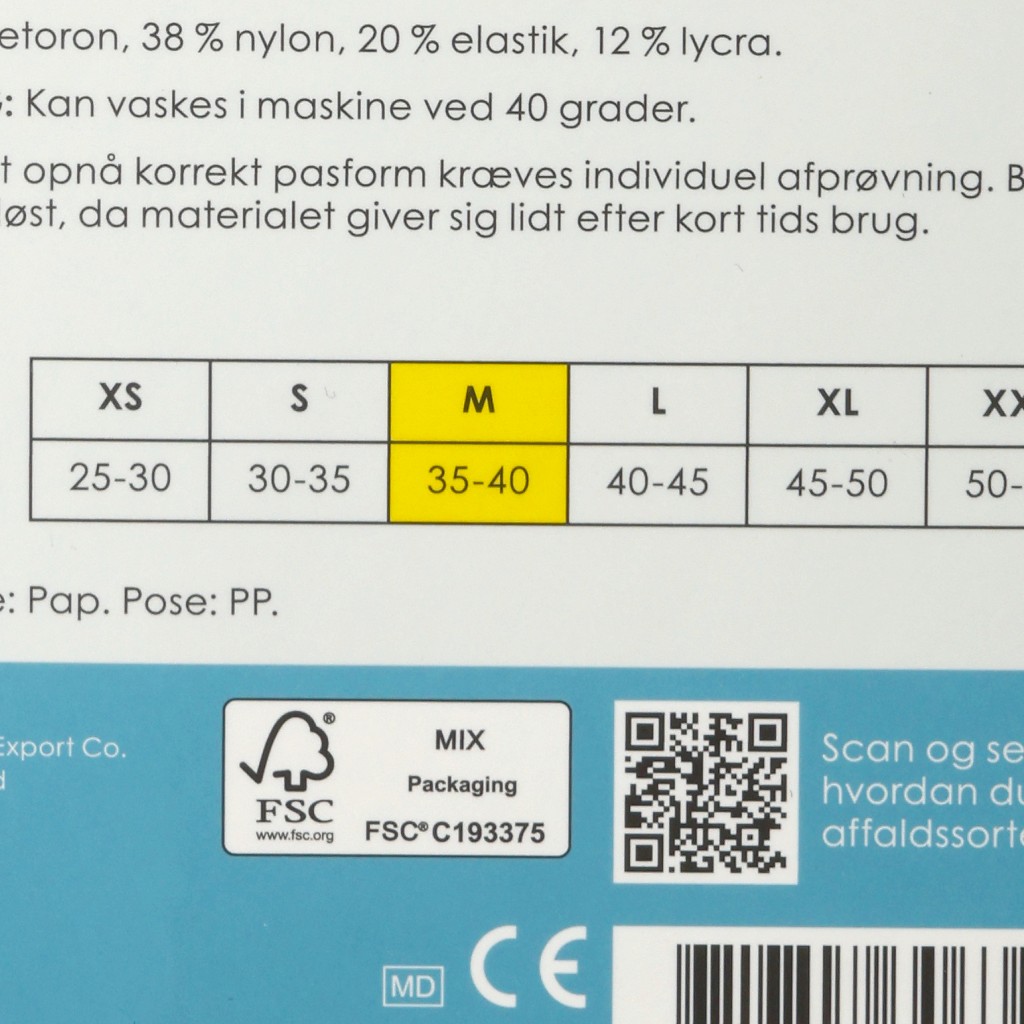 etoron, 38 % nylon, 20 % elastik, 12 % lycra.
: Kan vaskes i maskine ved 40 grader.
t opnå korrekt pasform kræves individuel afprøvning. B
løst, da materialet giver sig lidt efter kort tids brug.
XS S M L XL XX
25-30 30-35 35-40 40-45 45-50 50-
e: Pap. Pose: PP.
Export Co.
d
FSC®
www.fsc.org
MIX
Packaging
FSC® C193375
Scan og se
hvordan du
affaldssorte
MD CE